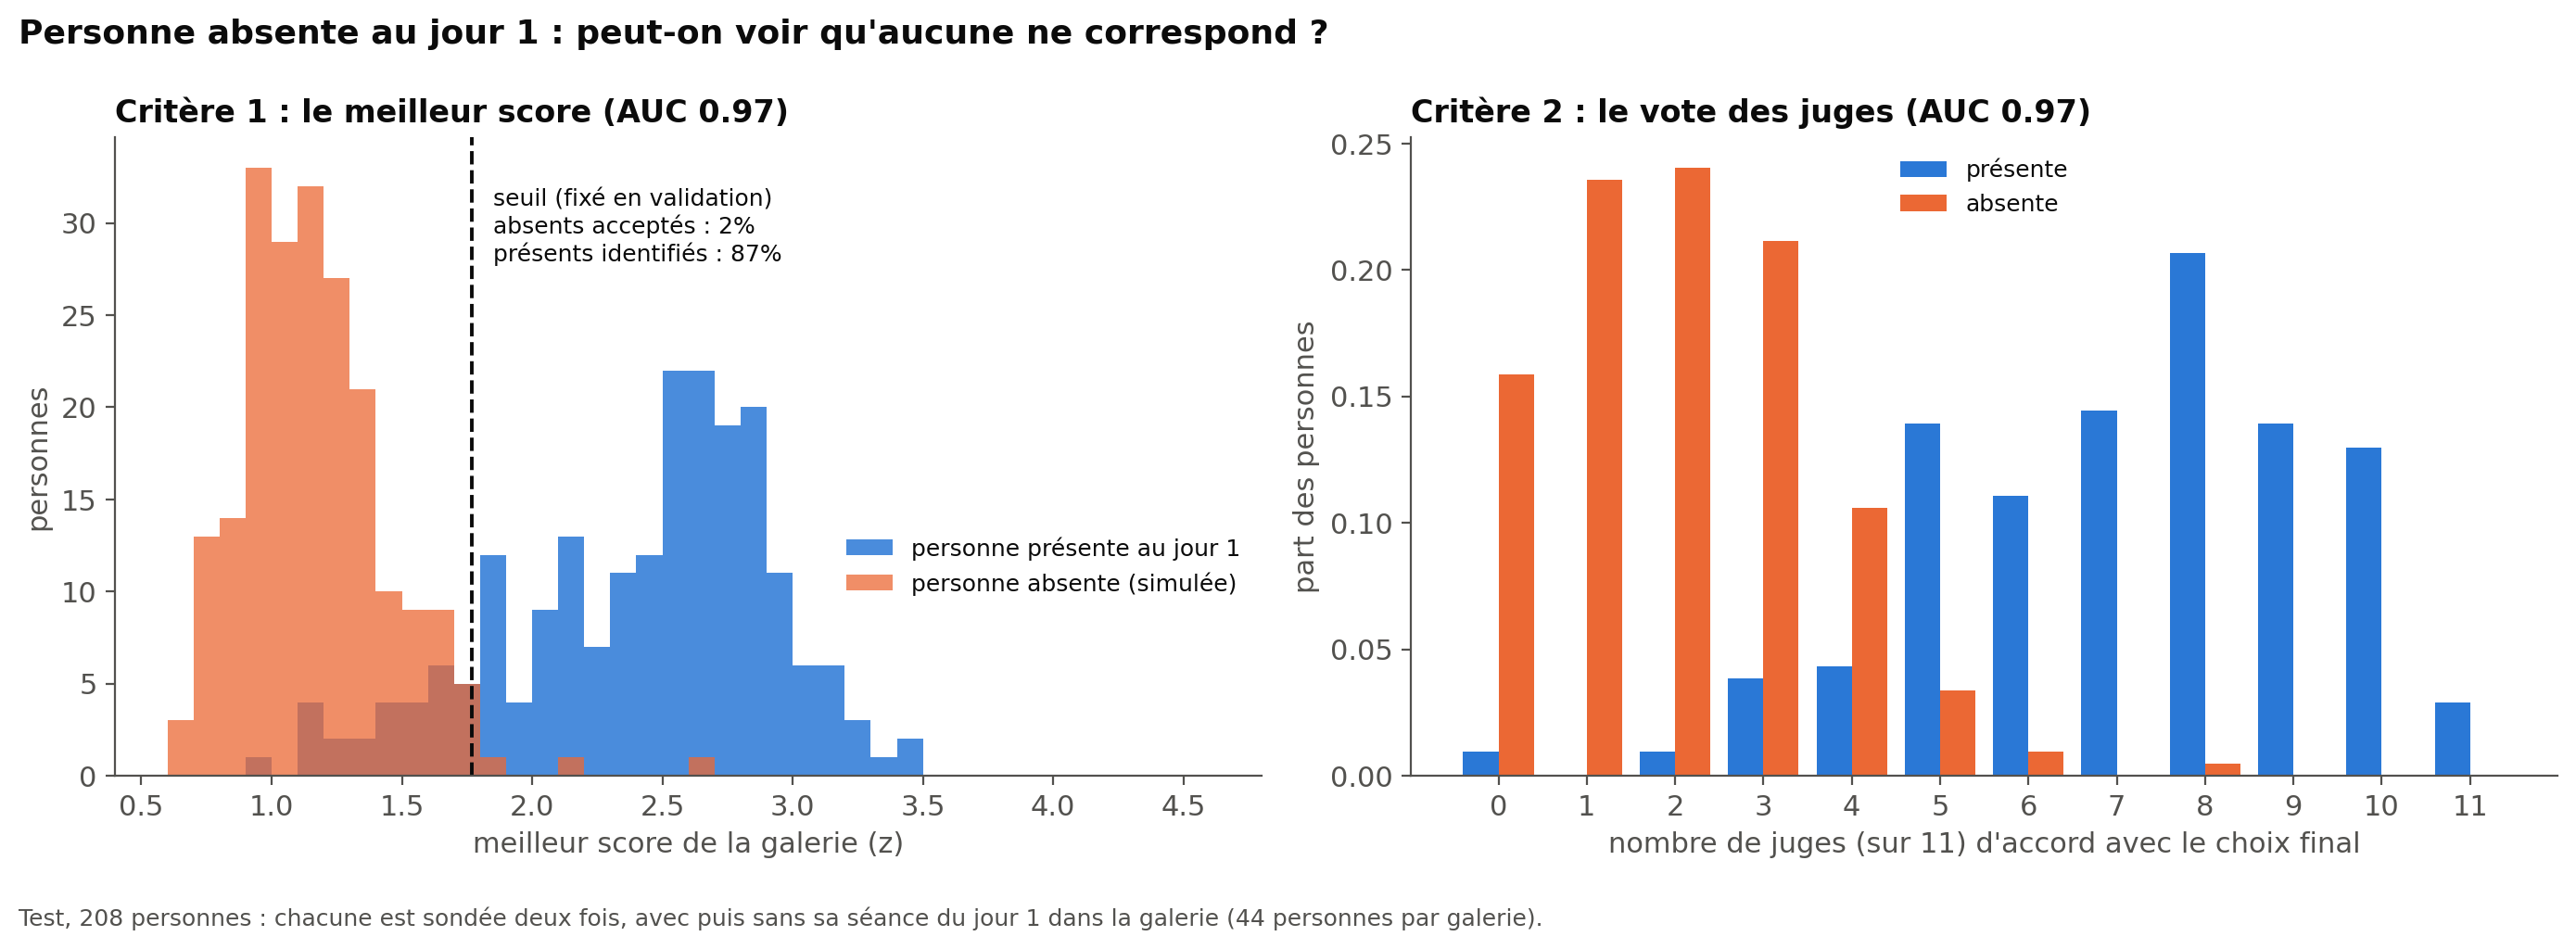 Personne absente au jour 1 : peut-on voir qu'aucune ne correspond ?
Critère 1 : le meilleur score (AUC 0.97)
seuil (fixé en validation)
absents acceptés : 2%
présents identifiés : 87%
personne présente au jour 1
personne absente (simulée)
personnes
0
5
10
15
20
25
30
0.5 1.0 1.5 2.0 2.5 3.0 3.5 4.0 4.5
meilleur score de la galerie (z)
Critère 2 : le vote des juges (AUC 0.97)
présente
absente
part des personnes
0.25
0.20
0.15
0.10
0.05
0.00
0 1 2 3 4 5 6 7 8 9 10 11
nombre de juges (sur 11) d'accord avec le choix final
Test, 208 personnes : chacune est sondée deux fois, avec puis sans sa séance du jour 1 dans la galerie (44 personnes par galerie).